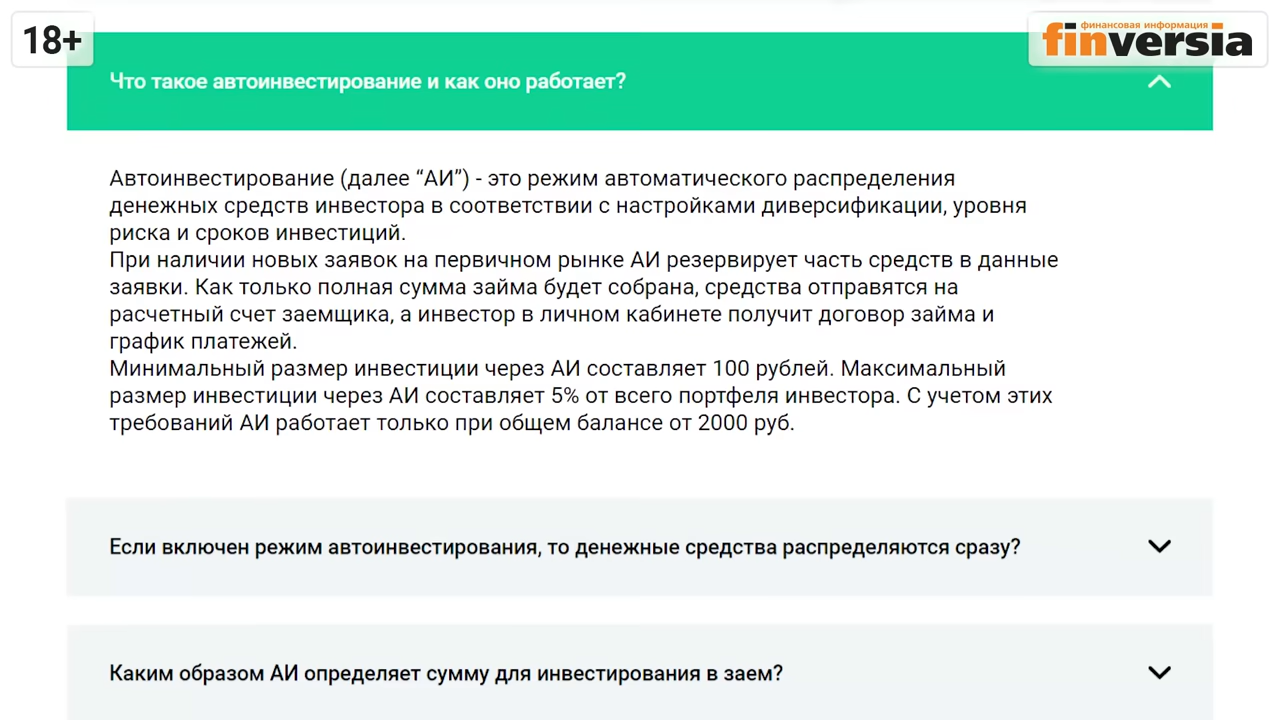 18+
финансовая информация
finversia
Что такое автоинвестирование и как оно работает?
Автоинвестирование (далее “АИ”) - это режим автоматического распределения
денежных средств инвестора в соответствии с настройками диверсификации, уровня
риска и сроков инвестиций.
При наличии новых заявок на первичном рынке АИ резервирует часть средств в данные
заявки. Как только полная сумма займа будет собрана, средства отправятся на
расчетный счет заемщика, а инвестор в личном кабинете получит договор займа и
график платежей.
Минимальный размер инвестиции через АИ составляет 100 рублей. Максимальный
размер инвестиции через АИ составляет 5% от всего портфеля инвестора. С учетом этих
требований АИ работает только при общем балансе от 2000 руб.
Если включен режим автоинвестирования, то денежные средства распределяются сразу?
Каким образом АИ определяет сумму для инвестирования в заем?